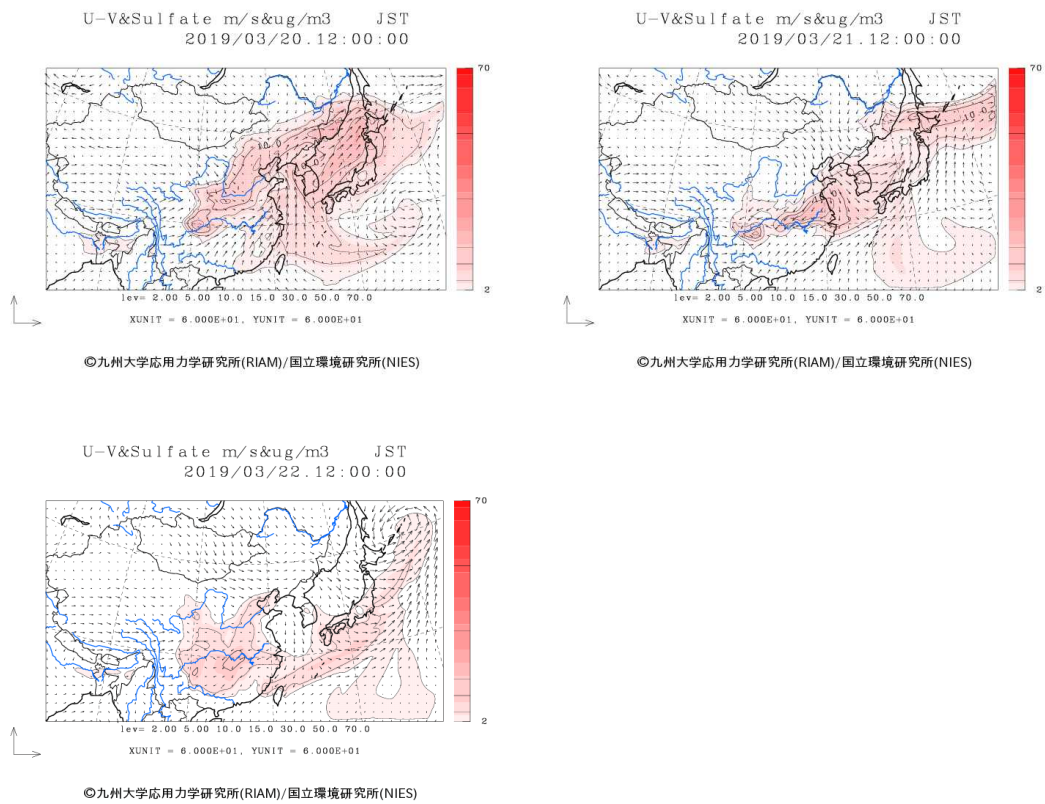 U-V&Sulfate m/s&ug/m3 JST
2019/03/20.12:00:00
70
2
lev= 2.00 5.00 10.0 15.0 30.0 50.0 70.0
XUNIT = 6.000E+01, YUNIT = 6.000E+01
©九州大学応用力学研究所(RIAM)/国立環境研究所(NIES)
U-V&Sulfate m/s&ug/m3 JST
2019/03/21.12:00:00
70
2
lev= 2.00 5.00 10.0 15.0 30.0 50.0 70.0
XUNIT = 6.000E+01, YUNIT = 6.000E+01
©九州大学応用力学研究所(RIAM)/国立環境研究所(NIES)
U-V&Sulfate m/s&ug/m3 JST
2019/03/22.12:00:00
70
2
lev= 2.00 5.00 10.0 15.0 30.0 50.0 70.0
XUNIT = 6.000E+01, YUNIT = 6.000E+01
©九州大学応用力学研究所(RIAM)/国立環境研究所(NIES)